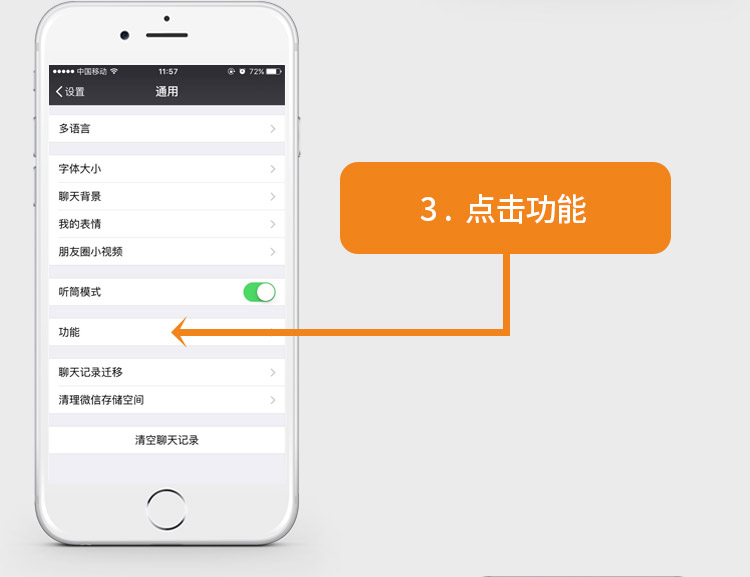 中国移动 11:57 72%
设置 通用
多语言
字体大小
聊天背景
我的表情
朋友圈小视频
听筒模式
功能
聊天记录迁移
清理微信存储空间
清空聊天记录
3. 点击功能